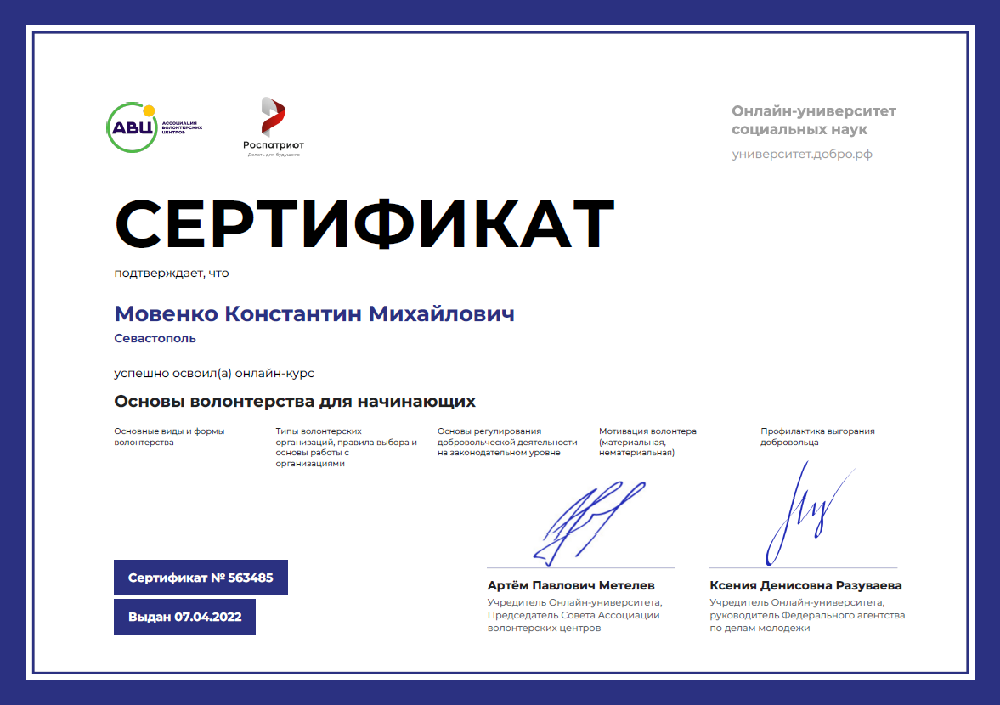 АВЦ
АССОЦИАЦИЯ
ВОЛОНТЕРСКИХ
ЦЕНТРОВ
Роспатриот
Делать для будущего
Онлайн-университет
социальных наук
университет.добро.рф
СЕРТИФИКАТ
подтверждает, что
Мовенко Константин Михайлович
Севастополь
успешно освоил(а) онлайн-курс
Основы волонтерства для начинающих
Основные виды и формы
волонтерства
Типы волонтерских
организаций, правила выбора и
основы работы с
организациями
Основы регулирования
добровольческой деятельности
на законодательном уровне
Мотивация волонтера
(материальная,
нематериальная)
Профилактика выгорания
добровольца
Сертификат № 563485
Выдан 07.04.2022
Артём Павлович Метелев
Учредитель Онлайн-университета,
Председатель Совета Ассоциации
волонтерских центров
Ксения Денисовна Разуваева
Учредитель Онлайн-университета,
руководитель Федерального агентства
по делам молодежи